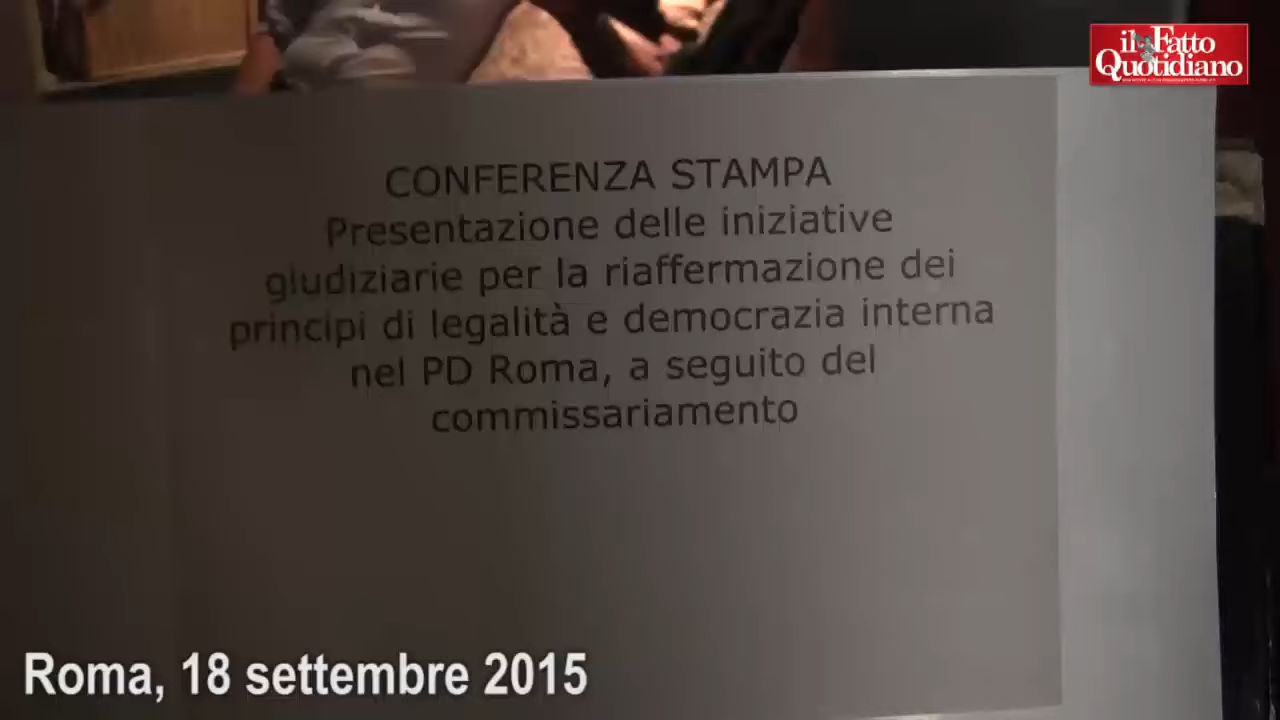 il Fatto
Quotidiano
CONFERENZA STAMPA
Presentazione delle iniziative
giudiziarie per la riaffermazione dei
principi di legalità e democrazia interna
nel PD Roma, a seguito del
commissariamento
Roma, 18 settembre 2015